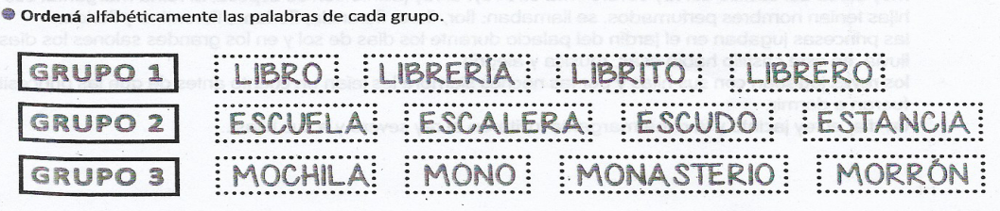 Ordená alfabéticamente las palabras de cada grupo.
GRUPO 1 LIBRO LIBRERÍA LIBRITO LIBRERO
GRUPO 2 ESCUELA ESCALERA ESCUDO ESTANCIA
GRUPO 3 MOCHILA MONO MONASTERIO MORRÓN